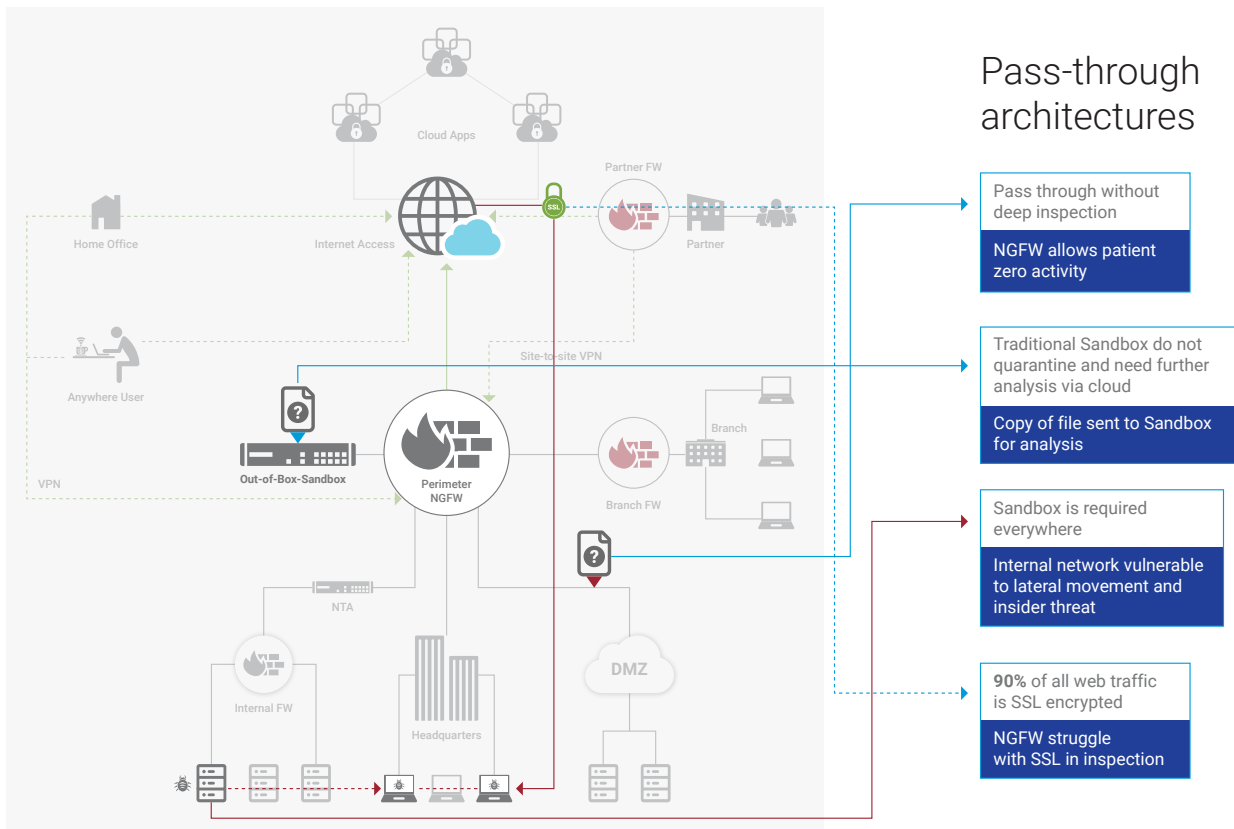 Pass-through
architectures
Cloud Apps
Partner FW
Home Office
Internet Access
SSL
Partner
Pass through without
deep inspection
NGFW allows patient
zero activity
Anywhere User
Site-to-site VPN
Traditional Sandbox do not
quarantine and need further
analysis via cloud
Copy of file sent to Sandbox
for analysis
?
Out-of-Box-Sandbox
VPN
Perimeter
NGFW
Branch
Branch FW
Sandbox is required
everywhere
Internal network vulnerable
to lateral movement and
insider threat
?
NTA
Internal FW
Headquarters
DMZ
90% of all web traffic
is SSL encrypted
NGFW struggle
with SSL in inspection